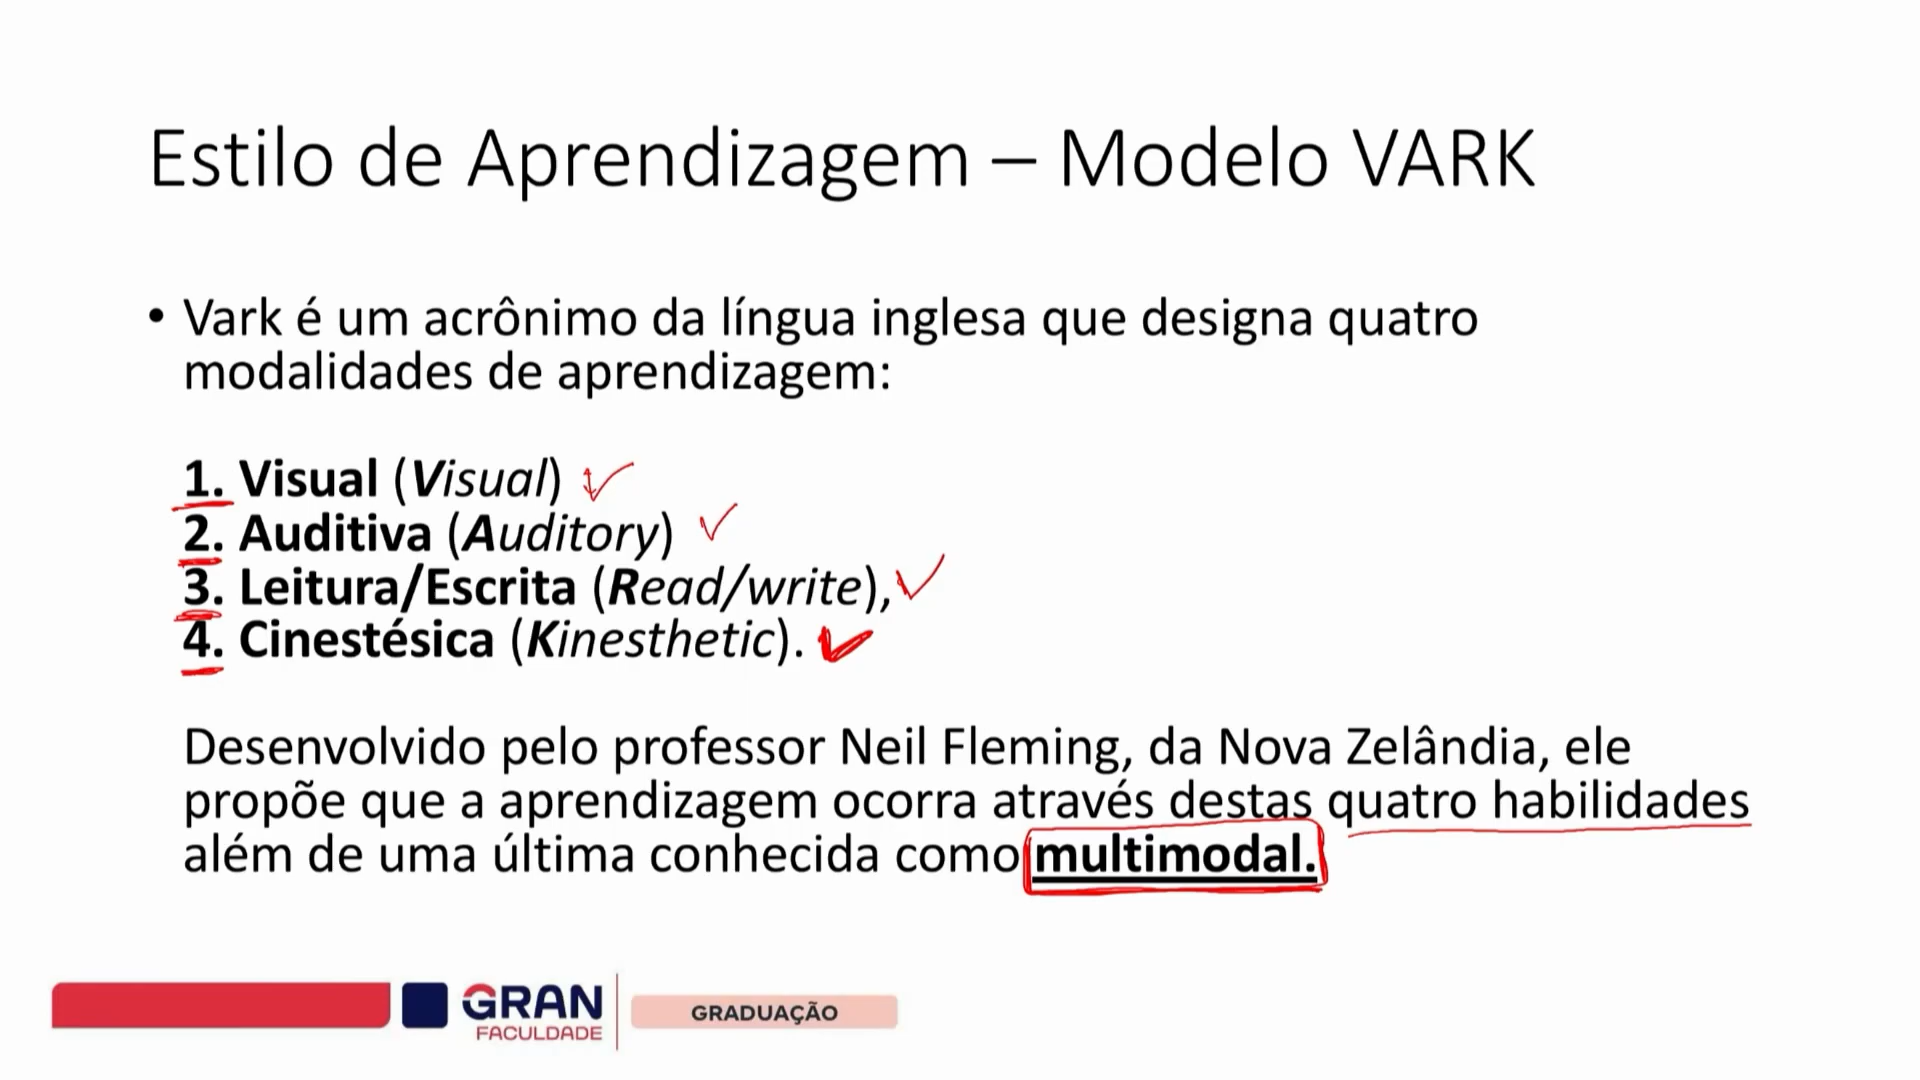 Estilo de Aprendizagem – Modelo VARK
• Vark é um acrônimo da língua inglesa que designa quatro
modalidades de aprendizagem:
1. Visual (Visual)
2. Auditiva (Auditory)
3. Leitura/Escrita (Read/write),
4. Cinestésica (Kinesthetic).
Desenvolvido pelo professor Neil Fleming, da Nova Zelândia, ele
propõe que a aprendizagem ocorra através destas quatro habilidades
além de uma última conhecida como multimodal.
GRAN
FACULDADE
GRADUAÇÃO